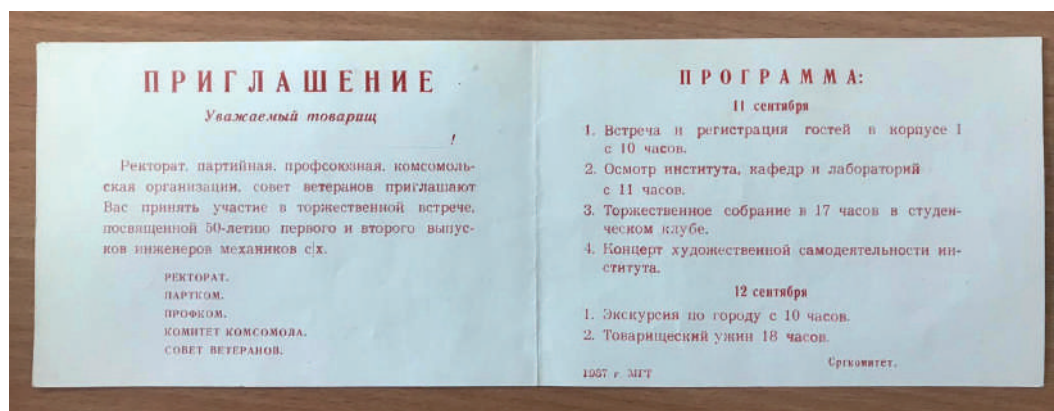 ПРИГЛАШЕНИЕ
Уважаемый товарищ
!
Ректорат, партийная, профсоюзная, комсомоль-
ская организации, совет ветеранов приглашают
Вас принять участие в торжественной встрече,
посвященной 50-летию первого и второго выпус-
ков инженеров механиков с/х.
РЕКТОРАТ.
ПАРТКОМ.
ПРОФКОМ.
КОМИТЕТ КОМСОМОЛА.
СОВЕТ ВЕТЕРАНОВ.
ПРОГРАММА:
11 сентября
1. Встреча и регистрация гостей в корпусе I
с 10 часов.
2. Осмотр института, кафедр и лабораторий
с 11 часов.
3. Торжественное собрание в 17 часов в студен-
ческом клубе.
4. Концерт художественной самодеятельности ин-
ститута.
12 сентября
1. Экскурсия по городу с 10 часов.
2. Товарищеский ужин 18 часов.
Оргкомитет.
г. МГТ